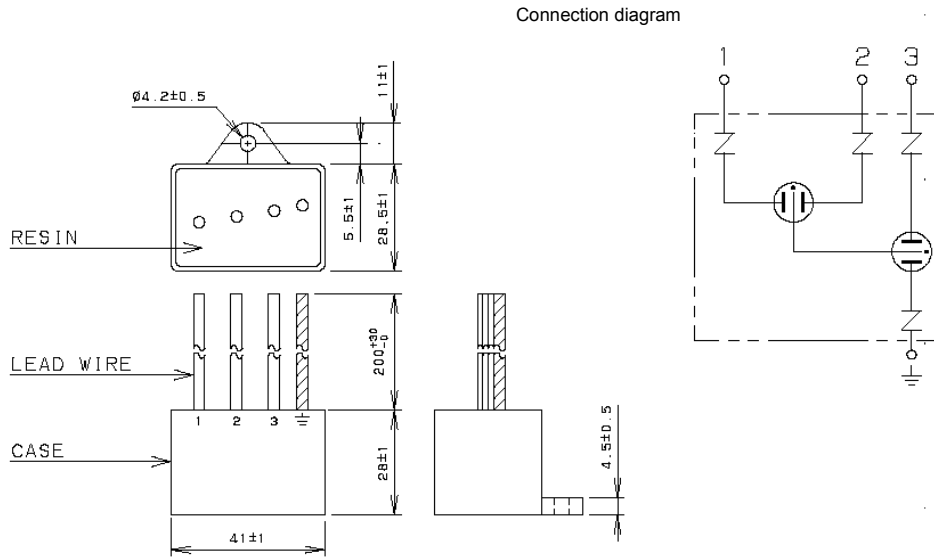 Connection diagram
1 2 3
Ø4.2±0.5
11±1
5.5±1
28.5±1
RESIN
LEAD WIRE
200+30-0
1 2 3
CASE
28±1
4.5±0.5
41±1